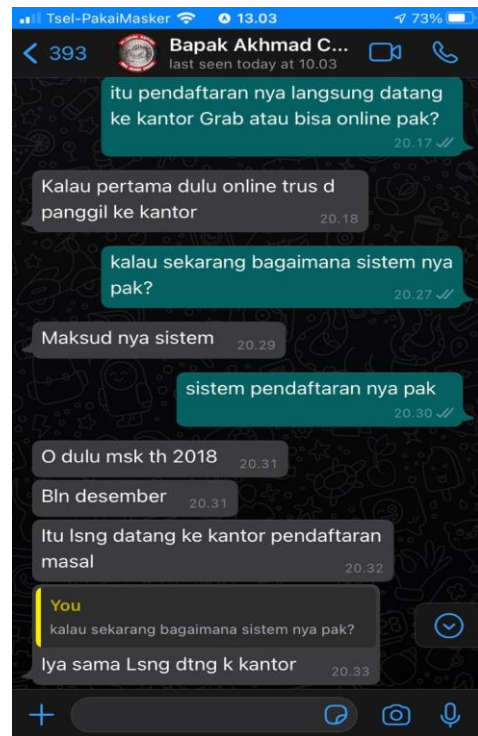 Tsel-PakaiMasker 13.03 73%
393 Bapak Akhmad C...
last seen today at 10.03
itu pendaftaran nya langsung datang
ke kantor Grab atau bisa online pak?
20.17
Kalau pertama dulu online trus d
panggil ke kantor 20.18
kalau sekarang bagaimana sistem nya
pak? 20.27
Maksud nya sistem 20.29
sistem pendaftaran nya pak
20.30
O dulu msk th 2018 20.31
Bln desember 20.31
Itu lsng datang ke kantor pendaftaran
masal 20.32
You
kalau sekarang bagaimana sistem nya pak?
Iya sama Lsng dtng k kantor 20.33